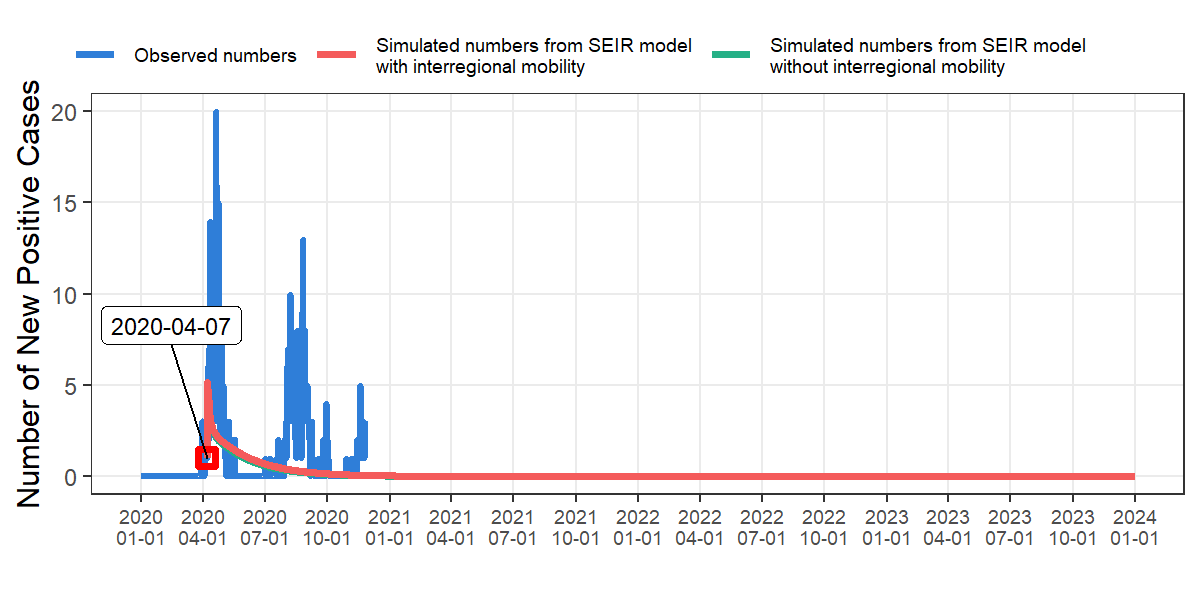 Observed numbers
Simulated numbers from SEIR model
with interregional mobility
Simulated numbers from SEIR model
without interregional mobility
Number of New Positive Cases
20
15
10
5
0
2020-04-07
2020 2020 2020 2020 2021 2021 2021 2021 2022 2022 2022 2022 2023 2023 2023 2023 2024
01-01 04-01 07-01 10-01 01-01 04-01 07-01 10-01 01-01 04-01 07-01 10-01 01-01 04-01 07-01 10-01 01-01